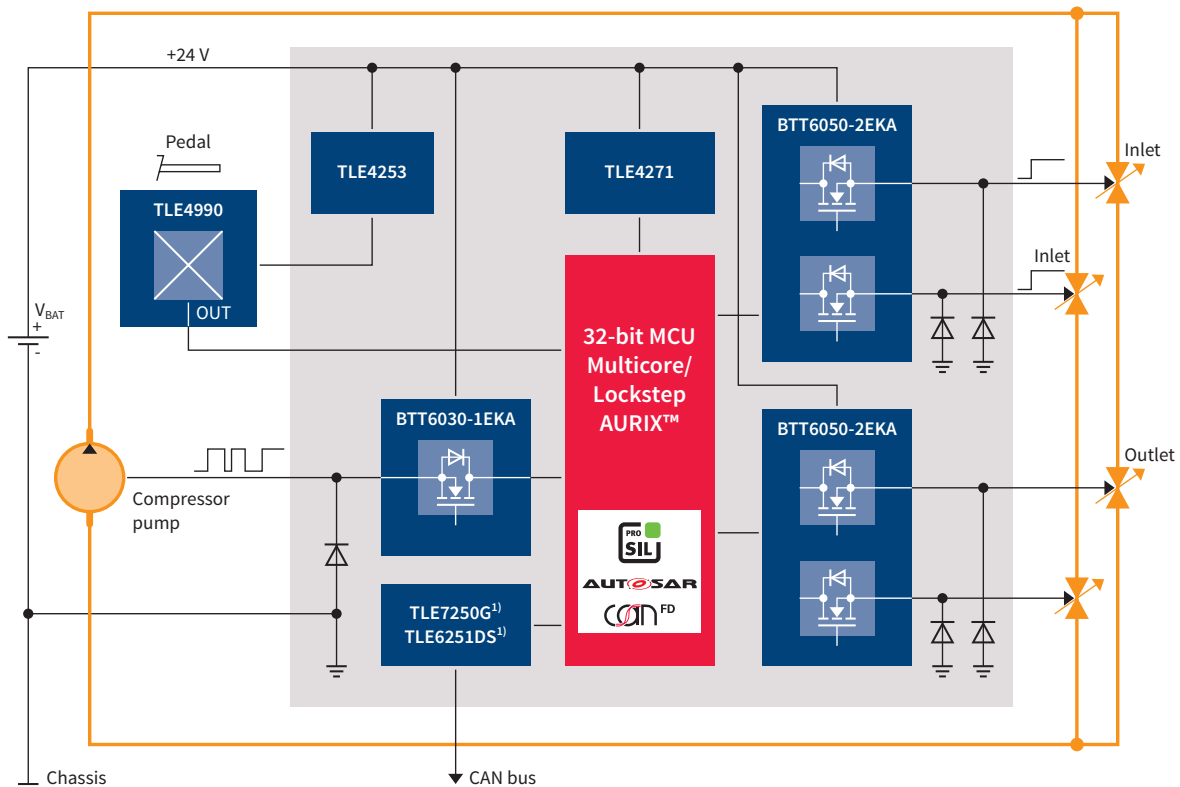 +24 V
Pedal
TLE4990
OUT
V_BAT
+
-
TLE4253
TLE4271
BTT6050-2EKA
Inlet
Inlet
32-bit MCU
Multicore/
Lockstep
AURIX™
BTT6030-1EKA
BTT6050-2EKA
Outlet
Compressor
pump
PRO
SIL
AUTOSAR
CAN FD
TLE7250G¹⁾
TLE6251DS¹⁾
Chassis
CAN bus